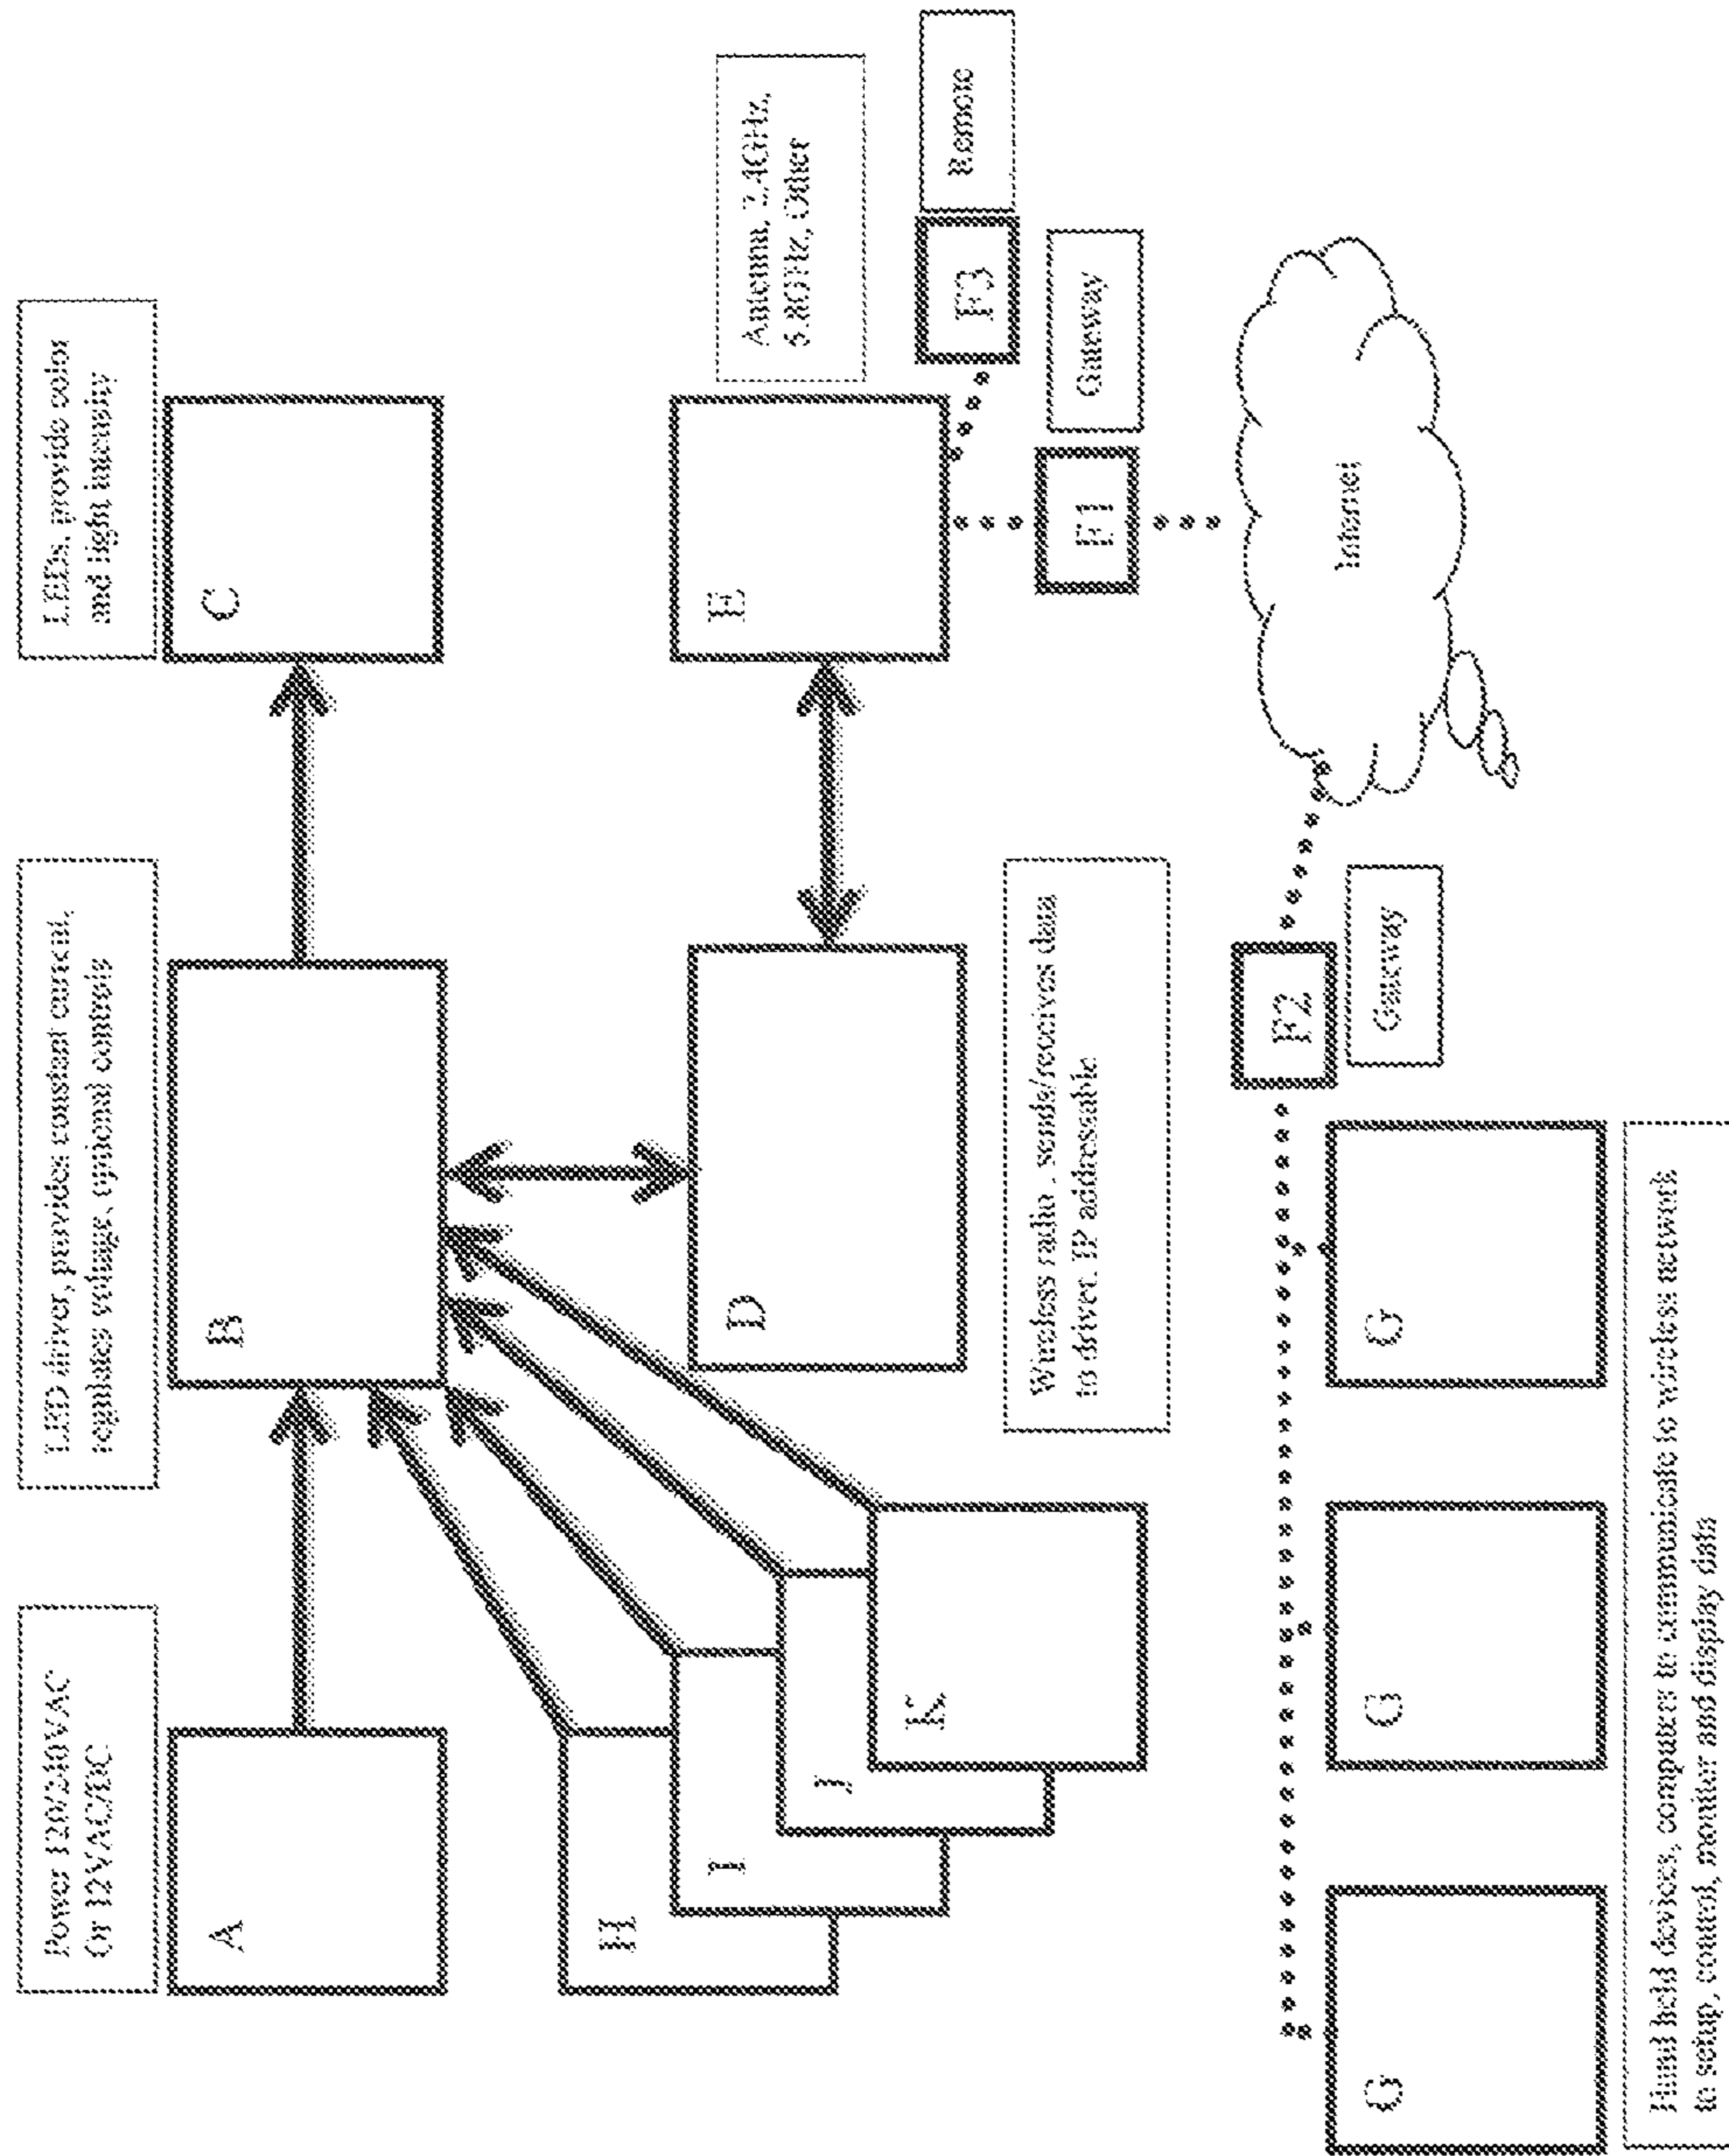 Power 120/240VAC
Or 12VAC/DC
A
LED driver, provides constant current,
regulates voltage, optional controls
B
LEDs, provide color
and light intensity
C
H
I
J
K
D
Wireless radio, sends/receives data
to driver. IP addressable
E
Antenna, 2.4GHz,
5.8GHz, Other
F3
Remote
F1
Gateway
Internet
F2
Gateway
G
G
G
Hand held devices, computers to communicate to wireless network
to setup, control, monitor and display data